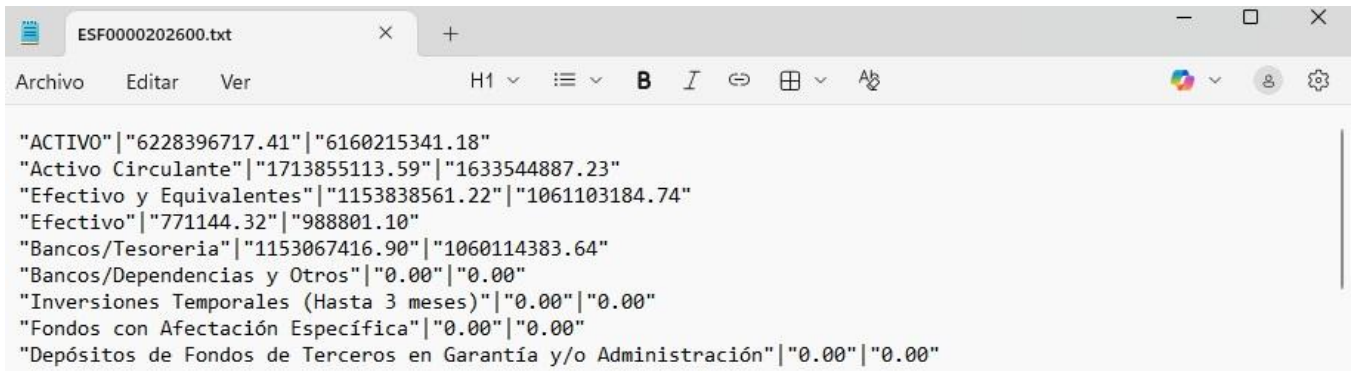 ESF0000202600.txt
Archivo Editar Ver H1 B I
"ACTIVO"|"6228396717.41"|"6160215341.18"
"Activo Circulante"|"1713855113.59"|"1633544887.23"
"Efectivo y Equivalentes"|"1153838561.22"|"1061103184.74"
"Efectivo"|"771144.32"|"988801.10"
"Bancos/Tesoreria"|"1153067416.90"|"1060114383.64"
"Bancos/Dependencias y Otros"|"0.00"|"0.00"
"Inversiones Temporales (Hasta 3 meses)"|"0.00"|"0.00"
"Fondos con Afectación Específica"|"0.00"|"0.00"
"Depósitos de Fondos de Terceros en Garantía y/o Administración"|"0.00"|"0.00"